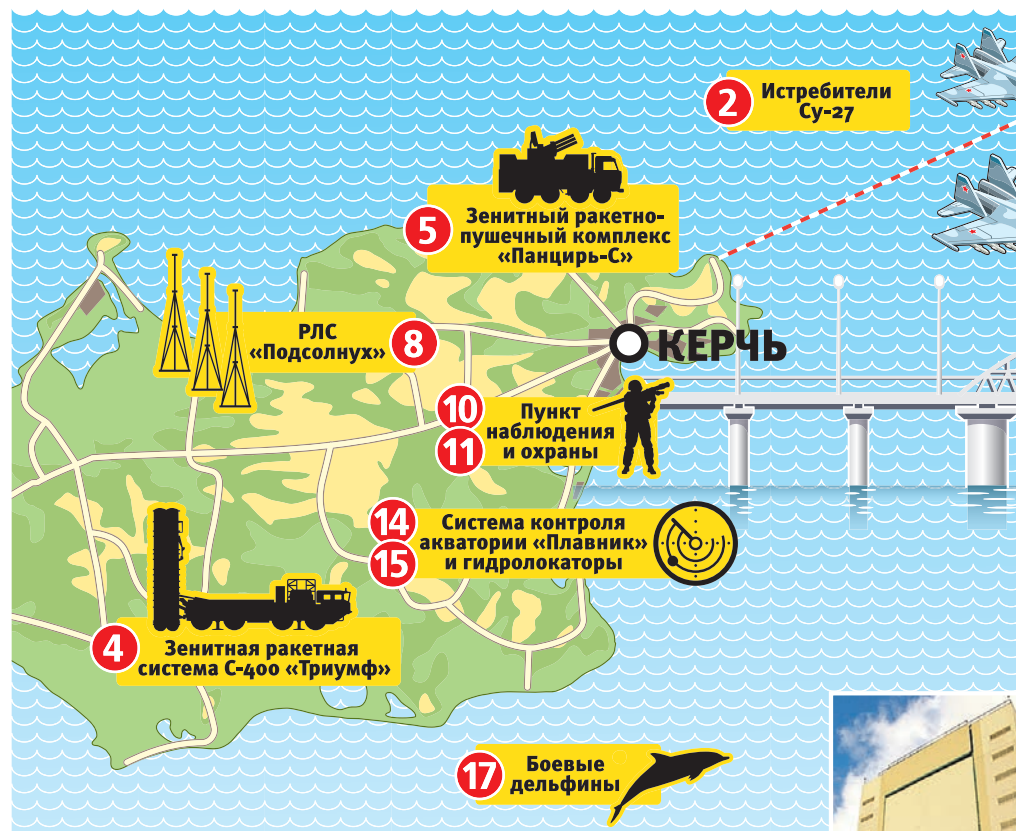 2
Истребители
Су-27
5
Зенитный ракетно-
пушечный комплекс
«Панцирь-С»
РЛС
«Подсолнух»
8
КЕРЧЬ
10
11
Пункт
наблюдения
и охраны
14
15
Система контроля
акватории «Плавник»
и гидролокаторы
4
Зенитная ракетная
система С-400 «Триумф»
17
Боевые
дельфины